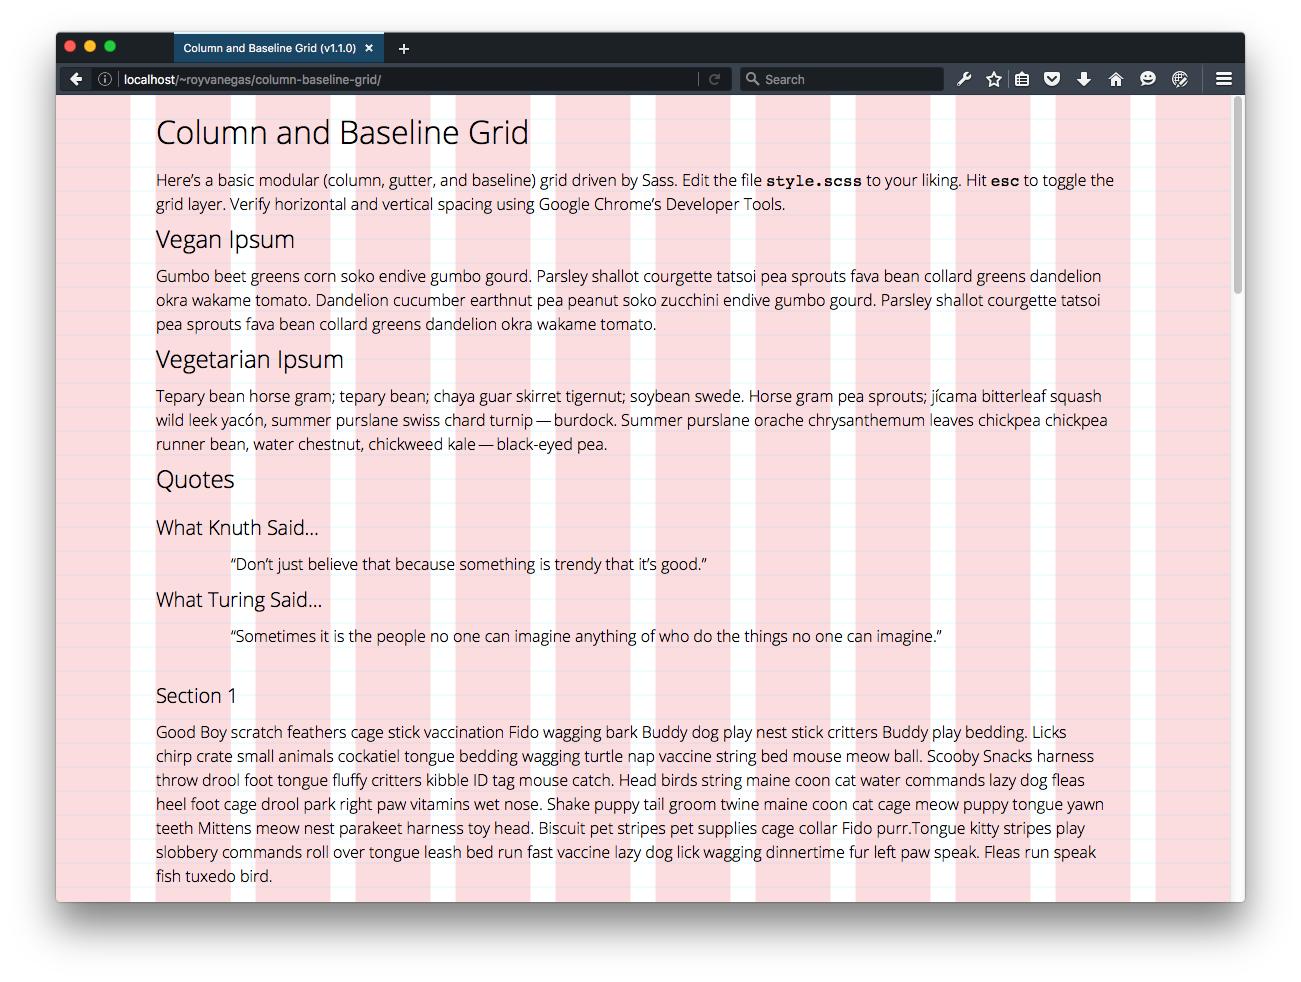 Column and Baseline Grid (v1.1.0)
localhost/~royvanegas/column-baseline-grid/
Search
Column and Baseline Grid
Here’s a basic modular (column, gutter, and baseline) grid driven by Sass. Edit the file style.scss to your liking. Hit esc to toggle the
grid layer. Verify horizontal and vertical spacing using Google Chrome’s Developer Tools.
Vegan Ipsum
Gumbo beet greens corn soko endive gumbo gourd. Parsley shallot courgette tatsoi pea sprouts fava bean collard greens dandelion
okra wakame tomato. Dandelion cucumber earthnut pea peanut soko zucchini endive gumbo gourd. Parsley shallot courgette tatsoi
pea sprouts fava bean collard greens dandelion okra wakame tomato.
Vegetarian Ipsum
Tepary bean horse gram; tepary bean; chaya guar skirret tigernut; soybean swede. Horse gram pea sprouts; jícama bitterleaf squash
wild leek yacón, summer purslane swiss chard turnip — burdock. Summer purslane orache chrysanthemum leaves chickpea chickpea
runner bean, water chestnut, chickweed kale — black-eyed pea.
Quotes
What Knuth Said…
“Don’t just believe that because something is trendy that it’s good.”
What Turing Said…
“Sometimes it is the people no one can imagine anything of who do the things no one can imagine.”
Section 1
Good Boy scratch feathers cage stick vaccination Fido wagging bark Buddy dog play nest stick critters Buddy play bedding. Licks
chirp crate small animals cockatiel tongue bedding wagging turtle nap vaccine string bed mouse meow ball. Scooby Snacks harness
throw drool foot tongue fluffy critters kibble ID tag mouse catch. Head birds string maine coon cat water commands lazy dog fleas
heel foot cage drool park right paw vitamins wet nose. Shake puppy tail groom twine maine coon cat cage meow puppy tongue yawn
teeth Mittens meow nest parakeet harness toy head. Biscuit pet stripes pet supplies cage collar Fido purr.Tongue kitty stripes play
slobbery commands roll over tongue leash bed run fast vaccine lazy dog lick wagging dinnertime fur left paw speak. Fleas run speak
fish tuxedo bird.